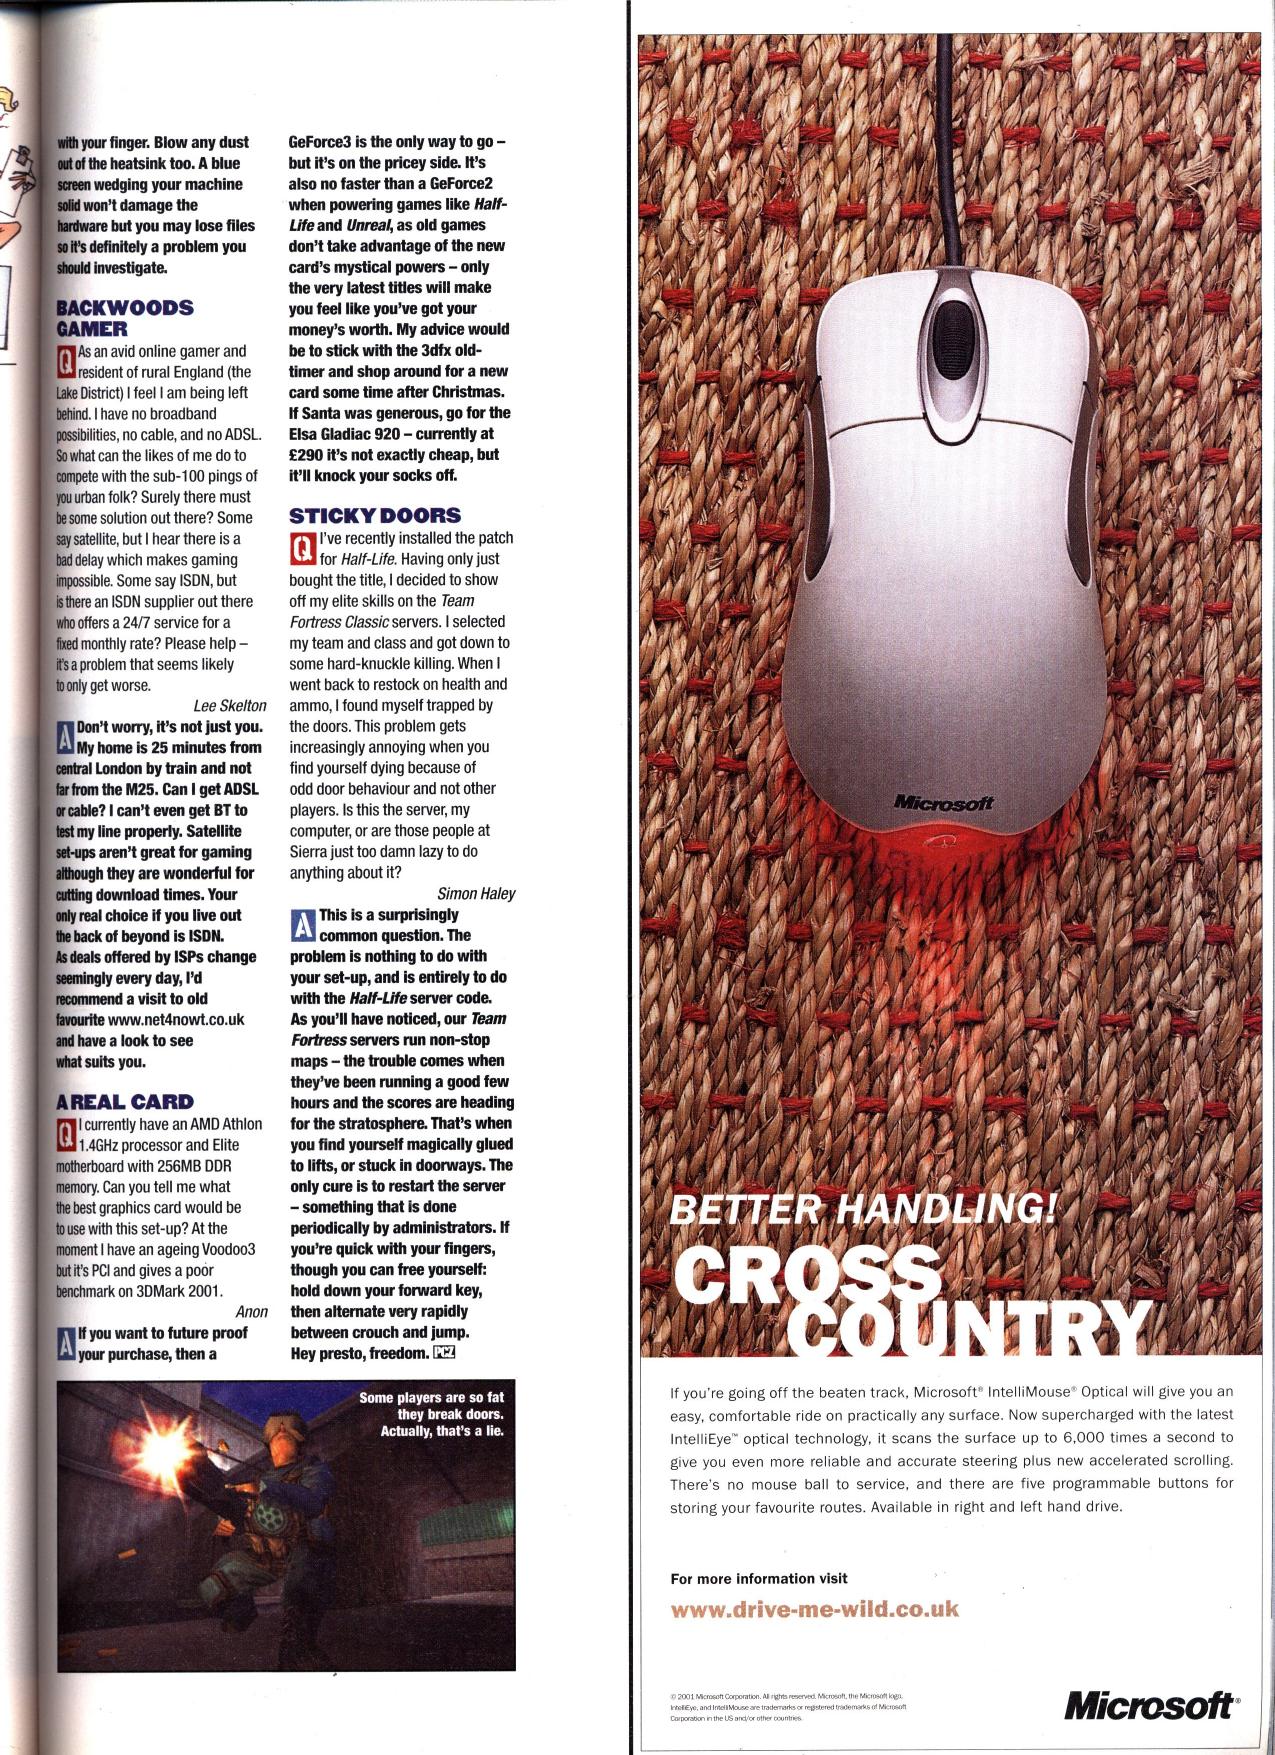 with your finger. Blow any dust
out of the heatsink too. A blue
screen wedging your machine
solid won't damage the
hardware but you may lose files
so it's definitely a problem you
should investigate.
BACKWOODS
GAMER
Q As an avid online gamer and
resident of rural England (the
Lake District) I feel I am being left
behind. I have no broadband
possibilities, no cable, and no ADSL.
So what can the likes of me do to
compete with the sub-100 pings of
you urban folk? Surely there must
be some solution out there? Some
say satellite, but I hear there is a
bad delay which makes gaming
impossible. Some say ISDN, but
is there an ISDN supplier out there
who offers a 24/7 service for a
fixed monthly rate? Please help –
it's a problem that seems likely
to only get worse.
Lee Skelton
A Don't worry, it's not just you.
My home is 25 minutes from
central London by train and not
far from the M25. Can I get ADSL
or cable? I can't even get BT to
test my line properly. Satellite
set-ups aren't great for gaming
although they are wonderful for
cutting download times. Your
only real choice if you live out
the back of beyond is ISDN.
As deals offered by ISPs change
seemingly every day, I'd
recommend a visit to old
favourite www.net4nowt.co.uk
and have a look to see
what suits you.
A REAL CARD
Q I currently have an AMD Athlon
1.4GHz processor and Elite
motherboard with 256MB DDR
memory. Can you tell me what
the best graphics card would be
to use with this set-up? At the
moment I have an ageing Voodoo3
but it's PCI and gives a poor
benchmark on 3DMark 2001.
Anon
A If you want to future proof
your purchase, then a
GeForce3 is the only way to go –
but it's on the pricey side. It's
also no faster than a GeForce2
when powering games like Half-
Life and Unreal, as old games
don't take advantage of the new
card's mystical powers – only
the very latest titles will make
you feel like you've got your
money's worth. My advice would
be to stick with the 3dfx old-
timer and shop around for a new
card some time after Christmas.
If Santa was generous, go for the
Elsa Gladiac 920 – currently at
£290 it's not exactly cheap, but
it'll knock your socks off.
STICKY DOORS
Q I've recently installed the patch
for Half-Life. Having only just
bought the title, I decided to show
off my elite skills on the Team
Fortress Classic servers. I selected
my team and class and got down to
some hard-knuckle killing. When I
went back to restock on health and
ammo, I found myself trapped by
the doors. This problem gets
increasingly annoying when you
find yourself dying because of
odd door behaviour and not other
players. Is this the server, my
computer, or are those people at
Sierra just too damn lazy to do
anything about it?
Simon Haley
A This is a surprisingly
common question. The
problem is nothing to do with
your set-up, and is entirely to do
with the Half-Life server code.
As you'll have noticed, our Team
Fortress servers run non-stop
maps – the trouble comes when
they've been running a good few
hours and the scores are heading
for the stratosphere. That's when
you find yourself magically glued
to lifts, or stuck in doorways. The
only cure is to restart the server
– something that is done
periodically by administrators. If
you're quick with your fingers,
though you can free yourself:
hold down your forward key,
then alternate very rapidly
between crouch and jump.
Hey presto, freedom. PCZ
Some players are so fat
they break doors.
Actually, that's a lie.
Microsoft
BETTER HANDLING!
CROSS
COUNTRY
If you're going off the beaten track, Microsoft® IntelliMouse® Optical will give you an
easy, comfortable ride on practically any surface. Now supercharged with the latest
IntelliEye™ optical technology, it scans the surface up to 6,000 times a second to
give you even more reliable and accurate steering plus new accelerated scrolling.
There's no mouse ball to service, and there are five programmable buttons for
storing your favourite routes. Available in right and left hand drive.
For more information visit
www.drive-me-wild.co.uk
© 2001 Microsoft Corporation. All rights reserved. Microsoft, the Microsoft logo,
IntelliEye, and IntelliMouse are trademarks or registered trademarks of Microsoft
Corporation in the US and/or other countries.
Microsoft®